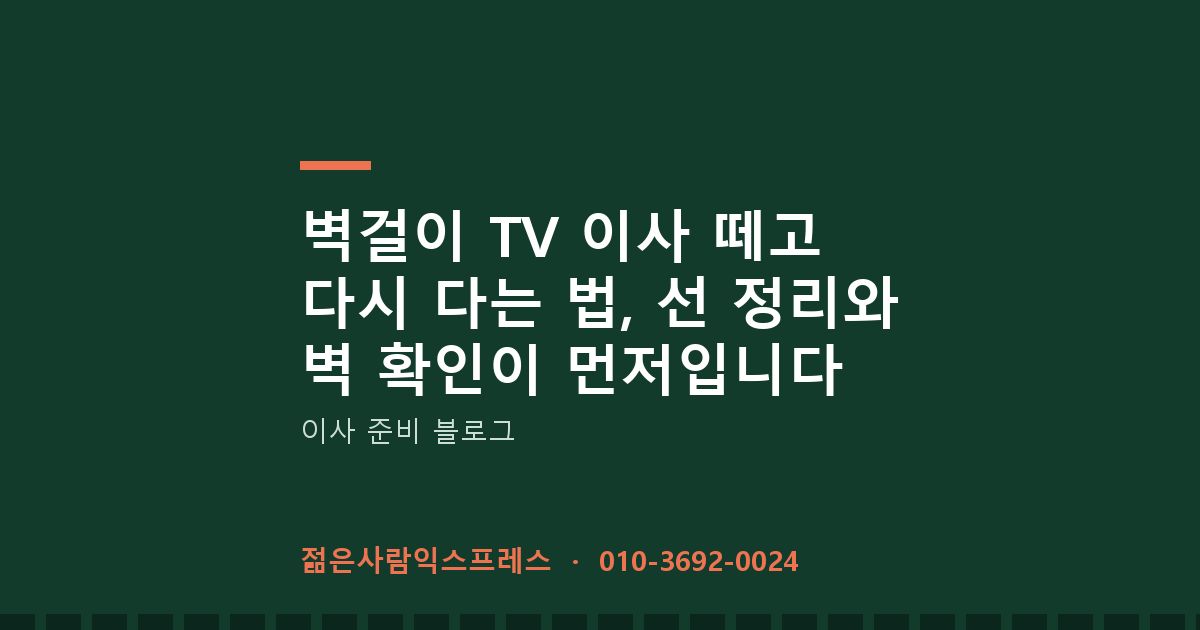 벽걸이 TV 이사 떼고
다시 다는 법, 선 정리와
벽 확인이 먼저입니다
이사 준비 블로그
젊은사람익스프레스 · 010-3692-0024